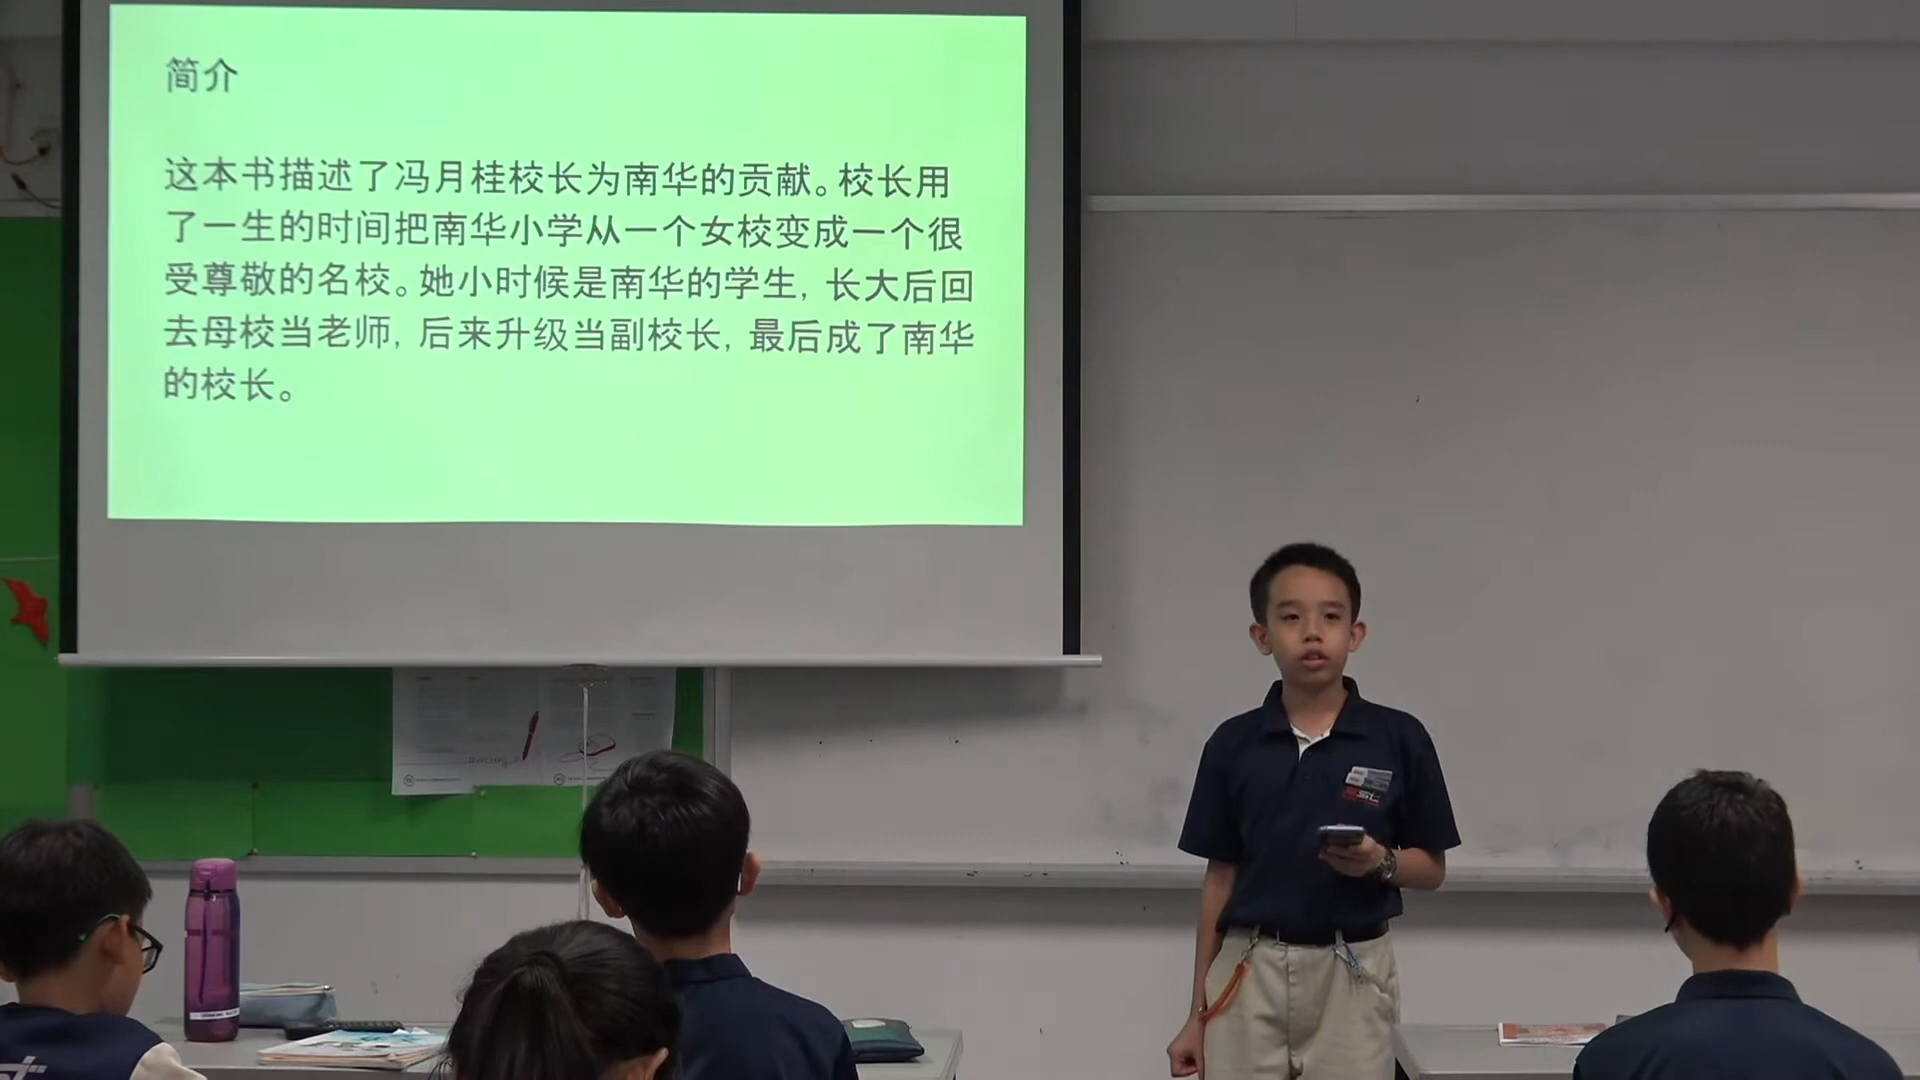 简介
这本书描述了冯月桂校长为南华的贡献。校长用
了一生的时间把南华小学从一个女校变成一个很
受尊敬的名校。她小时候是南华的学生, 长大后回
去母校当老师, 后来升级当副校长, 最后成了南华
的校长。